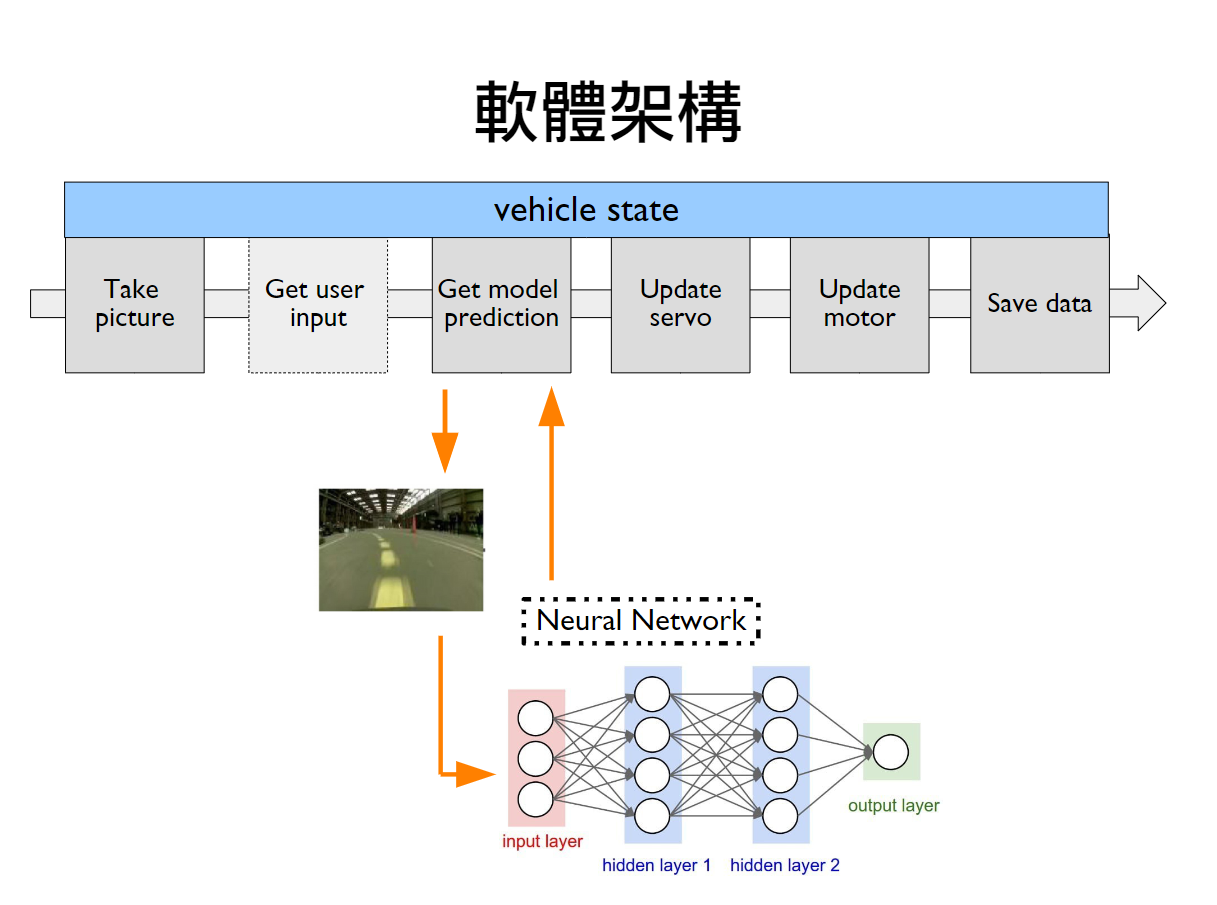 軟體架構
vehicle state
Take
picture
Get user
input
Get model
prediction
Update
servo
Update
motor
Save data
Neural Network
input layer
hidden layer 1
hidden layer 2
output layer